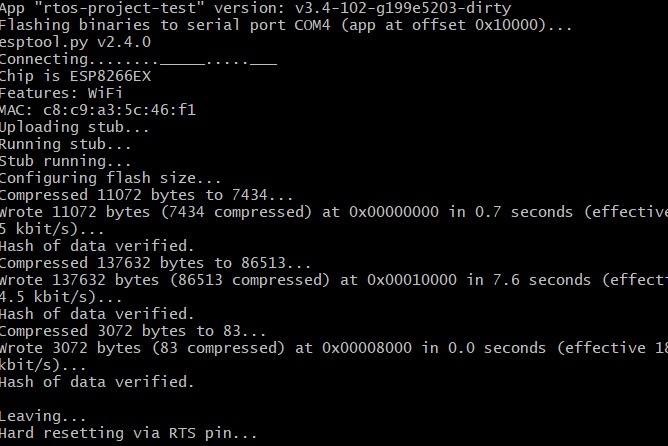 App "rtos-project-test" version: v3.4-102-g199e5203-dirty
Flashing binaries to serial port COM4 (app at offset 0x10000)...
esptool.py v2.4.0
Connecting........_____.....___
Chip is ESP8266EX
Features: WiFi
MAC: c8:c9:a3:5c:46:f1
Uploading stub...
Running stub...
Stub running...
Configuring flash size...
Compressed 11072 bytes to 7434...
Wrote 11072 bytes (7434 compressed) at 0x00000000 in 0.7 seconds (effective
5 kbit/s)...
Hash of data verified.
Compressed 137632 bytes to 86513...
Wrote 137632 bytes (86513 compressed) at 0x00010000 in 7.6 seconds (effecti
4.5 kbit/s)...
Hash of data verified.
Compressed 3072 bytes to 83...
Wrote 3072 bytes (83 compressed) at 0x00008000 in 0.0 seconds (effective 18
kbit/s)...
Hash of data verified.
Leaving...
Hard resetting via RTS pin...